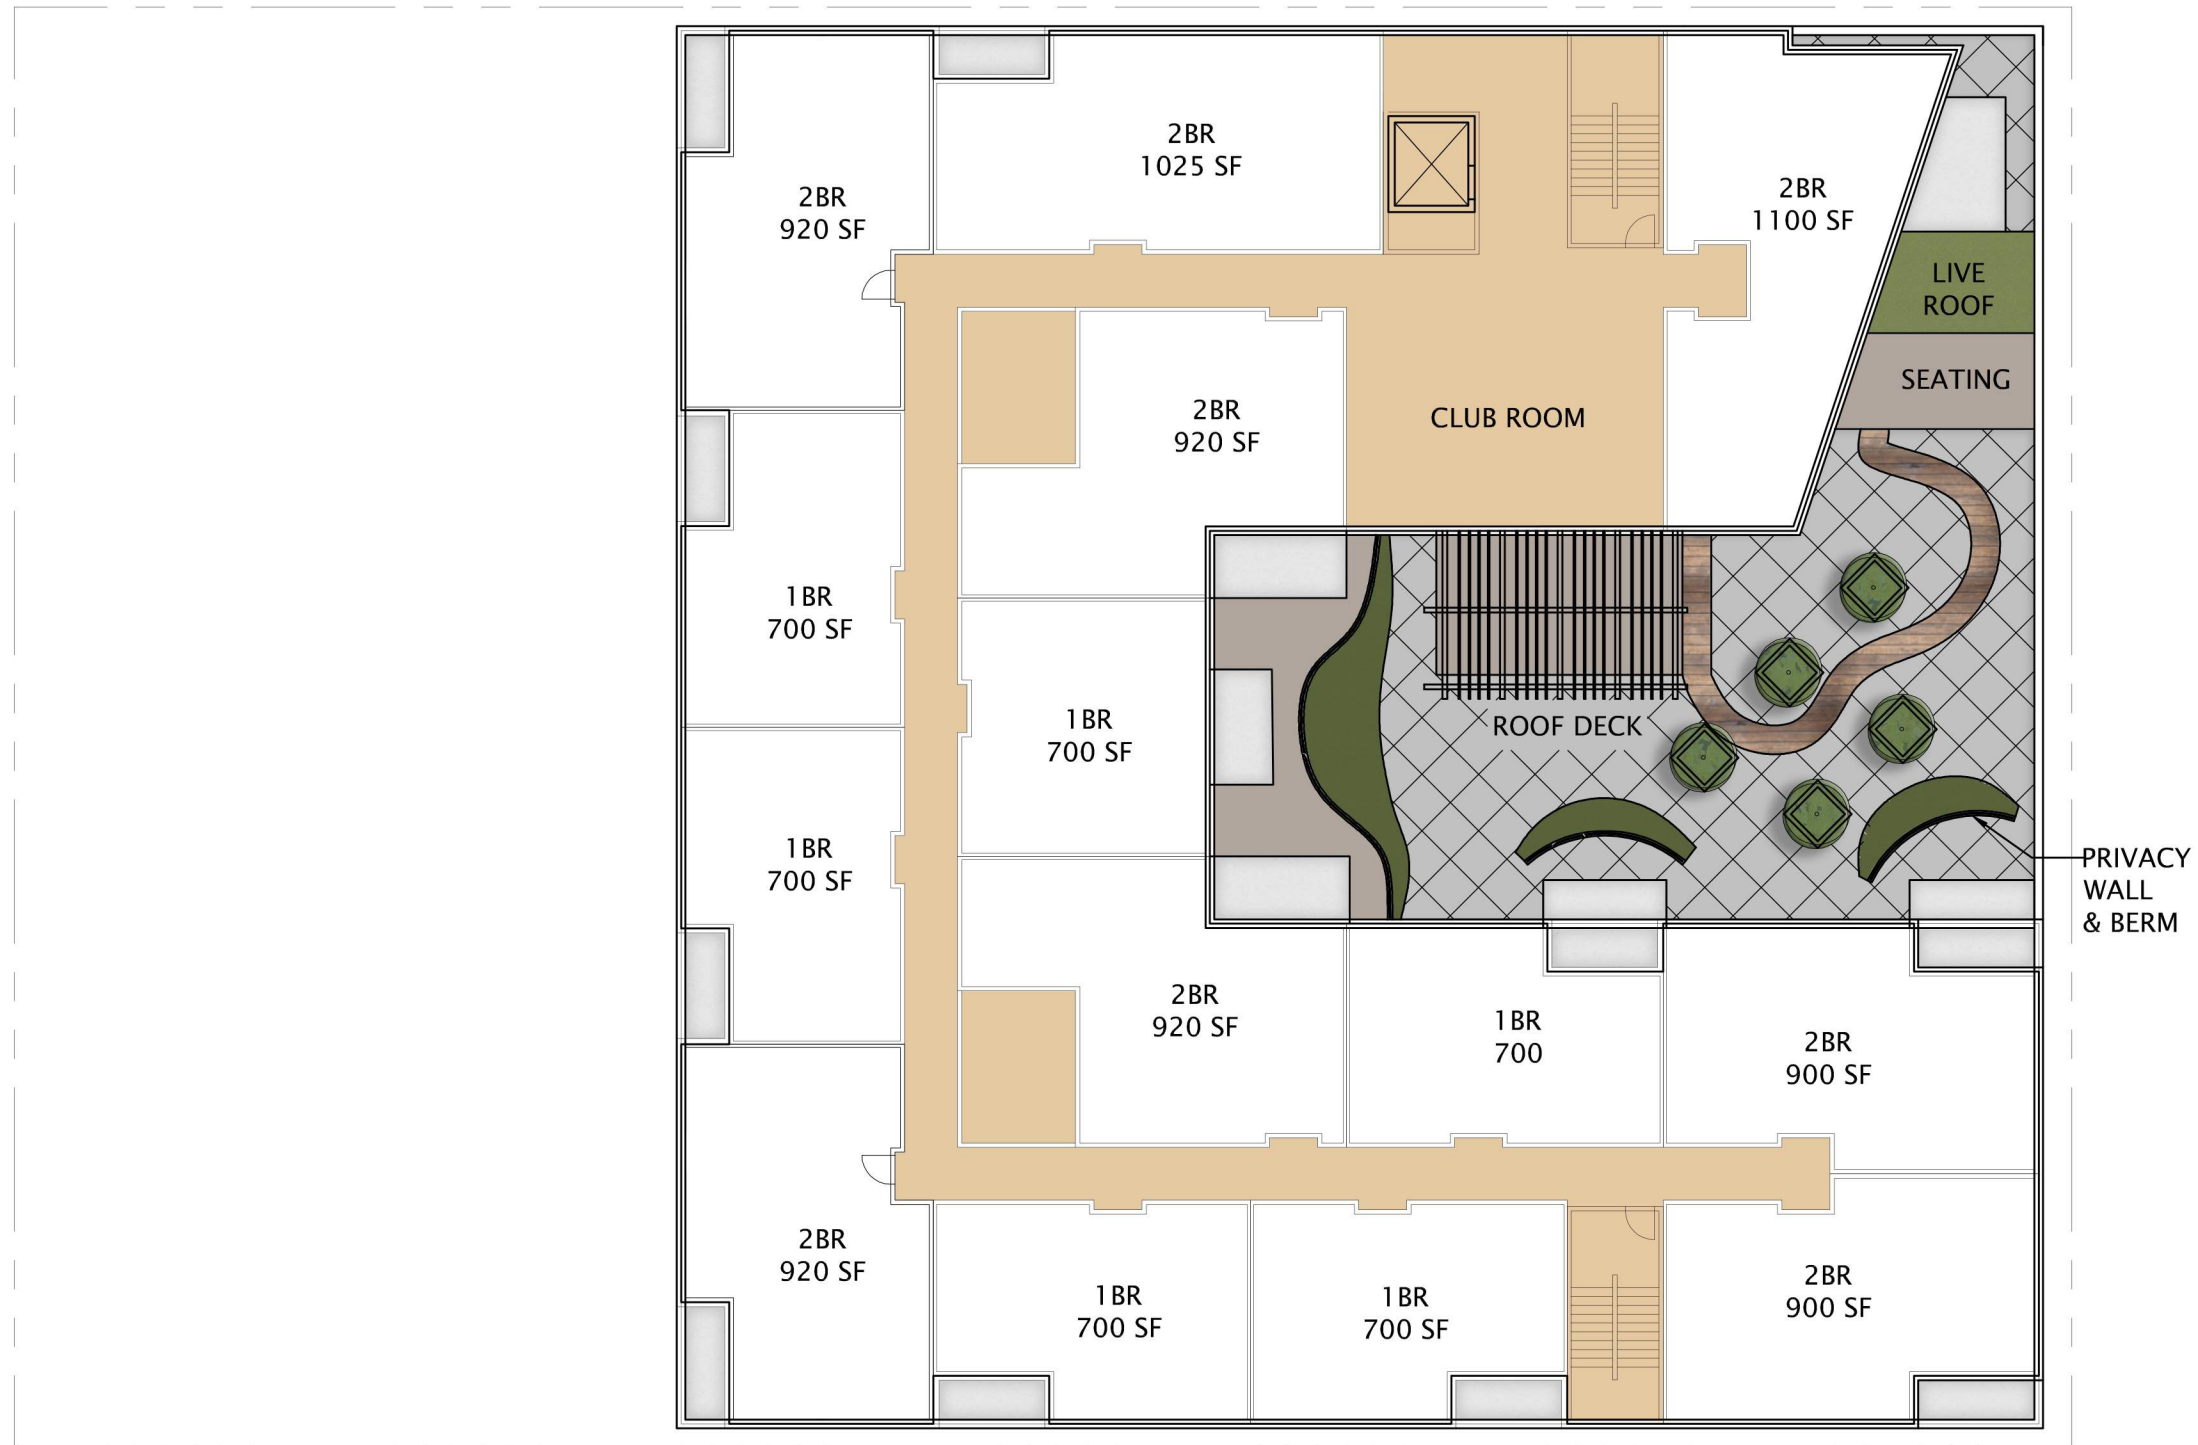 2BR
1025 SF
2BR
920 SF
2BR
1100 SF
LIVE
ROOF
SEATING
2BR
920 SF
CLUB ROOM
1BR
700 SF
1BR
700 SF
ROOF DECK
1BR
700 SF
PRIVACY
WALL
& BERM
2BR
920 SF
1BR
700
2BR
900 SF
2BR
920 SF
1BR
700 SF
1BR
700 SF
2BR
900 SF